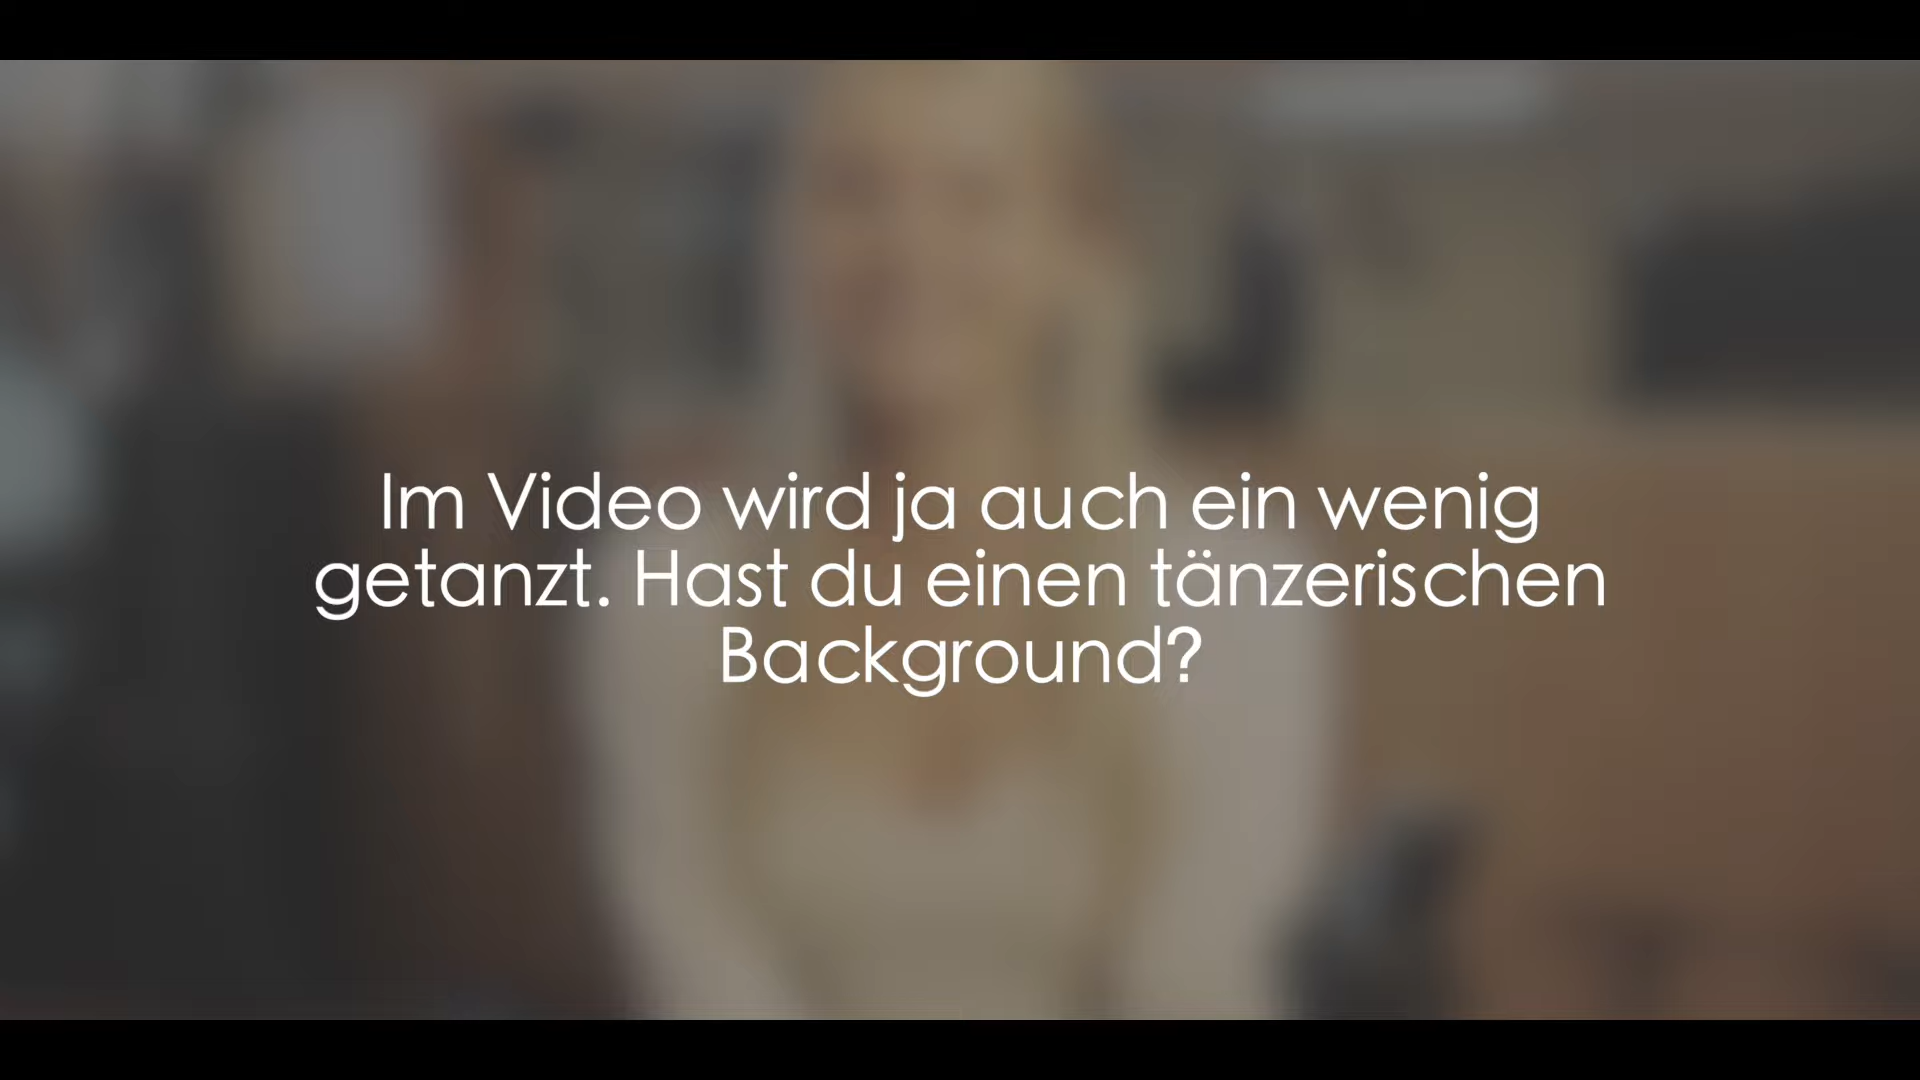 Im Video wird ja auch ein wenig
getanzt. Hast du einen tänzerischen
Background?